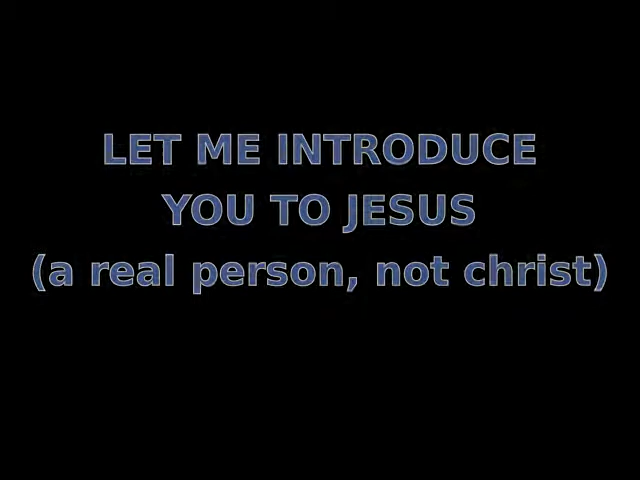 LET ME INTRODUCE
YOU TO JESUS
(a real person, not christ)